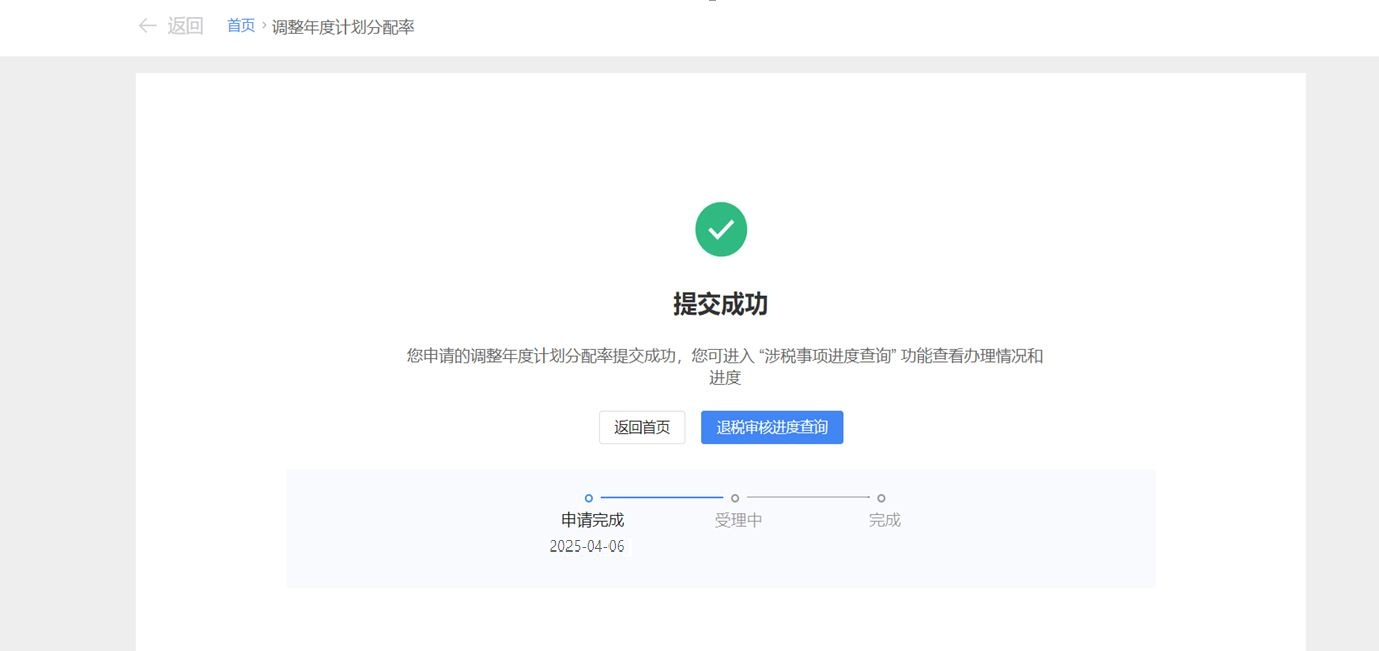 返回 首页 › 调整年度计划分配率
提交成功
您申请的调整年度计划分配率提交成功，您可进入 “涉税事项进度查询” 功能查看办理情况和
进度
返回首页 退税审核进度查询
申请完成 受理中 完成
2025-04-06